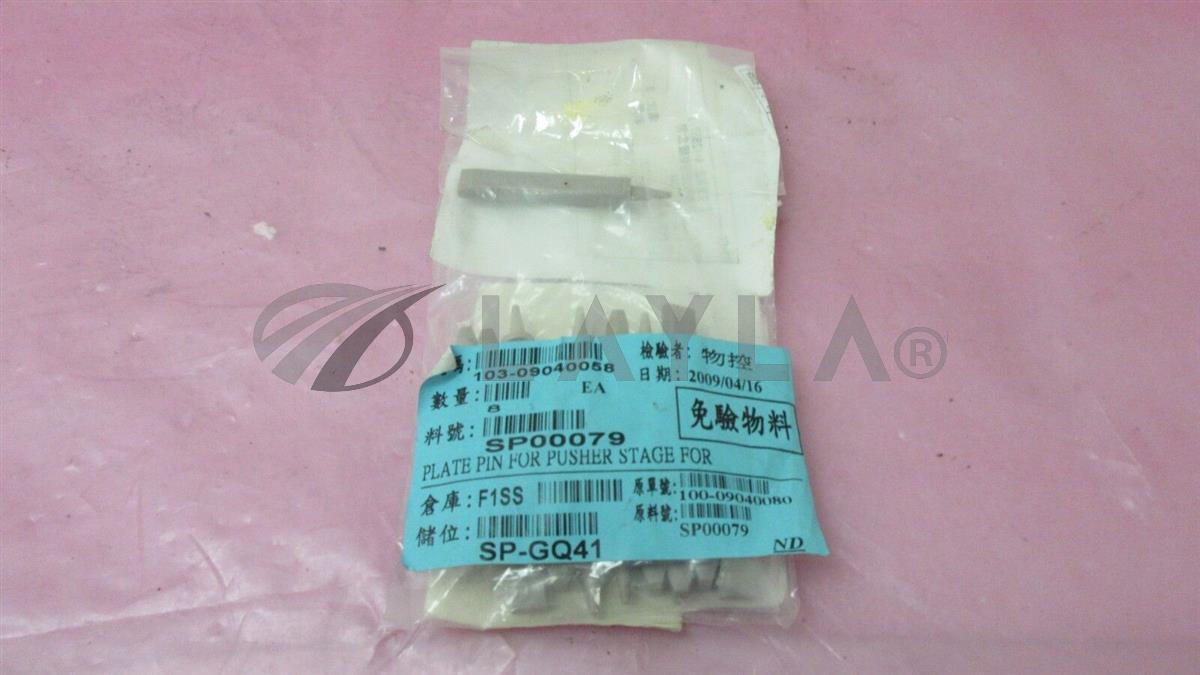 碼: 103-09040058
檢驗者: 物控
日期: 2009/04/16
數量: 8 EA
料號: SP00079
免驗物料
PLATE PIN FOR PUSHER STAGE FOR
倉庫: F1SS
原單號: 100-09040080
儲位: SP-GQ41
原料號: SP00079
ND
LAYLA®